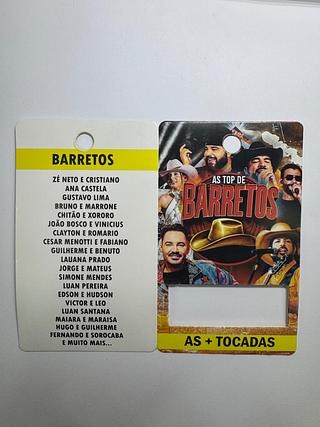 BARRETOS
ZÉ NETO E CRISTIANO
ANA CASTELA
GUSTAVO LIMA
BRUNO E MARRONE
CHITÃO E XORORO
JOÃO BOSCO E VINICIUS
CLAYTON E ROMARIO
CESAR MENOTTI E FABIANO
GUILHERME E BENUTO
LAUANA PRADO
JORGE E MATEUS
SIMONE MENDES
LUAN PEREIRA
EDSON E HUDSON
VICTOR E LEO
LUAN SANTANA
MAIARA E MARAISA
HUGO E GUILHERME
FERNANDO E SOROCABA
E MUITO MAIS...
AS TOP DE
BARRETOS
AS + TOCADAS